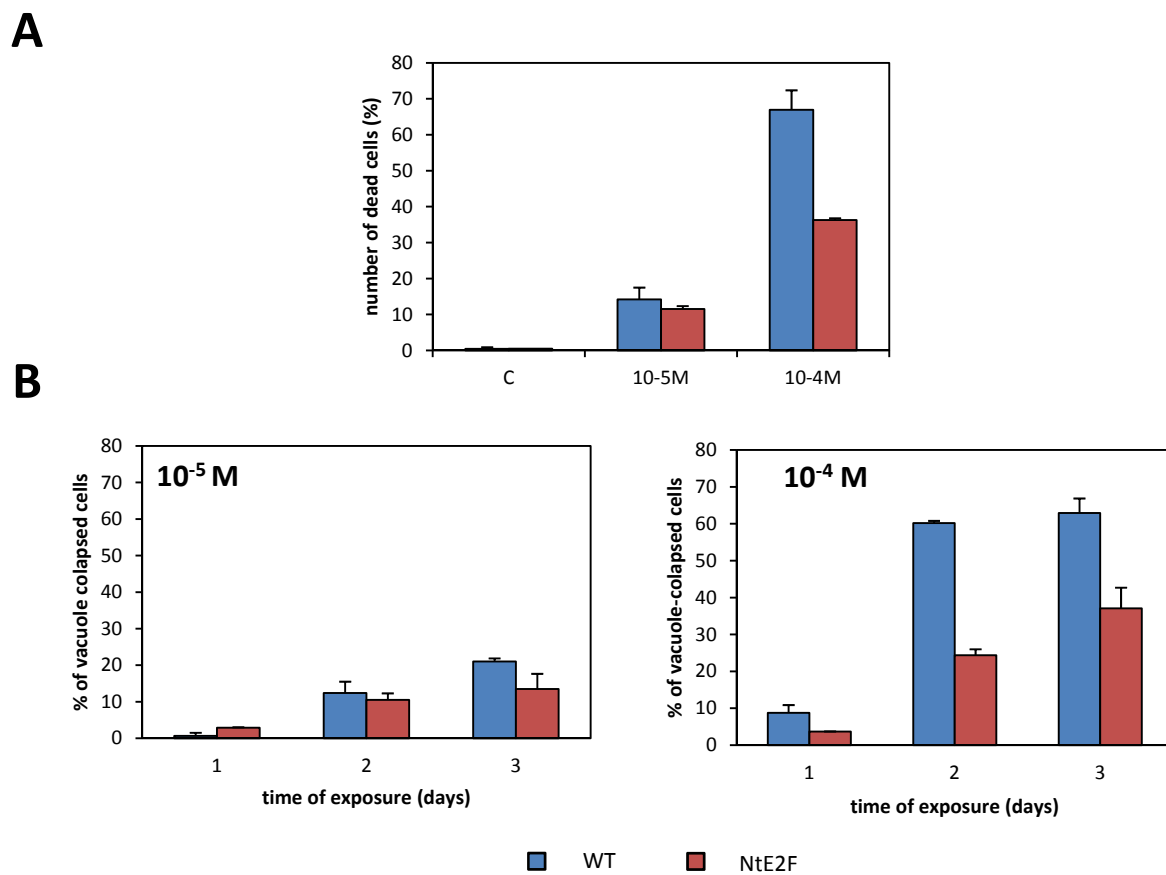 A
number of dead cells (%)
80
70
60
50
40
30
20
10
0
C 10-5M 10-4M
B
% of vacuole colapsed cells
80
70
60
50
40
30
20
10
0
10-5 M
1 2 3
time of exposure (days)
% of vacuole-colapsed cells
80
70
60
50
40
30
20
10
0
10-4 M
1 2 3
time of exposure (days)
WT NtE2F